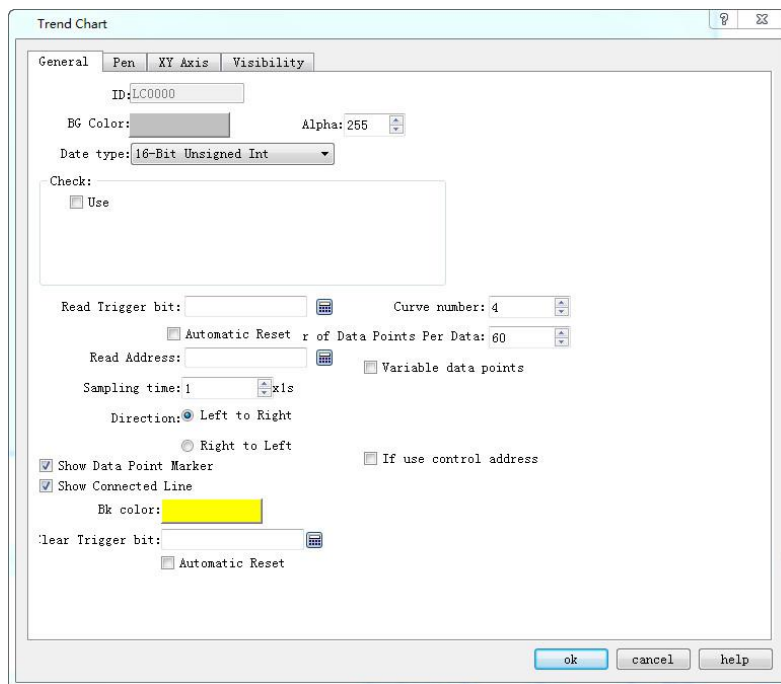 Trend Chart
General Pen XY Axis Visibility
ID: LC0000
BG Color: Alpha: 255
Date type: 16-Bit Unsigned Int
Check:
Use
Read Trigger bit: Curve number: 4
Automatic Reset r of Data Points Per Data: 60
Read Address:
Variable data points
Sampling time: 1 x1s
Direction: Left to Right
Right to Left
If use control address
Show Data Point Marker
Show Connected Line
Bk color:
Clear Trigger bit:
Automatic Reset
ok cancel help